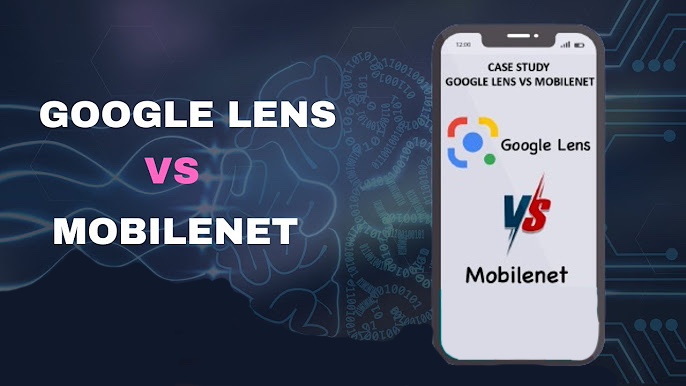 GOOGLE LENS
VS
MOBILENET
12:00
CASE STUDY
GOOGLE LENS VS MOBILENET
Google Lens
VS
Mobilenet